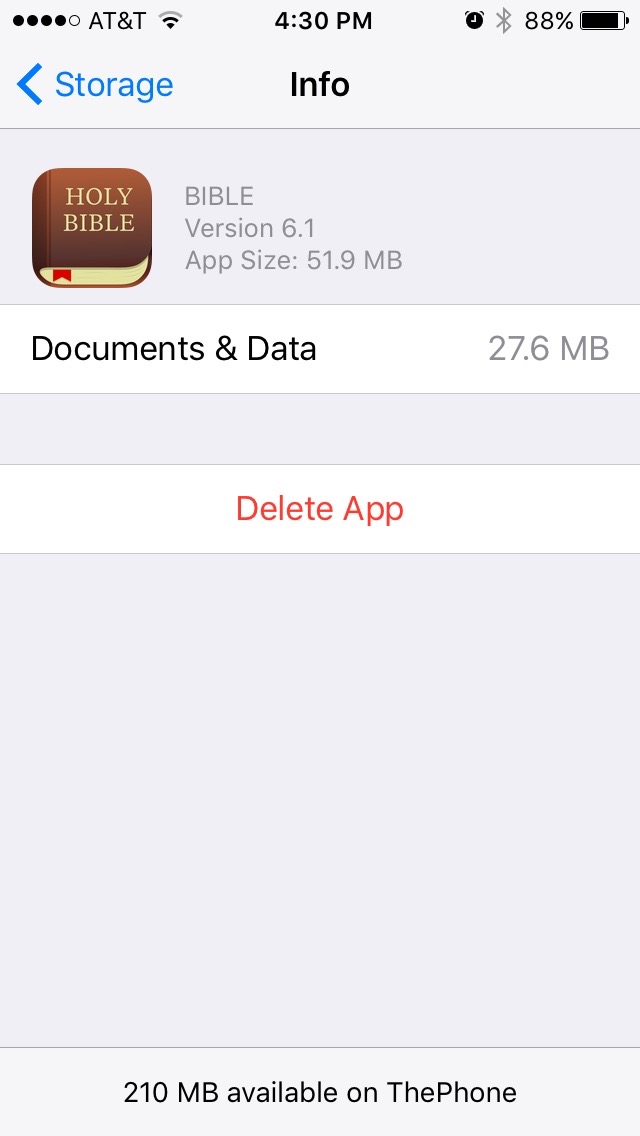 AT&T 4:30 PM 88%
Storage Info
HOLY
BIBLE
BIBLE
Version 6.1
App Size: 51.9 MB
Documents & Data 27.6 MB
Delete App
210 MB available on ThePhone